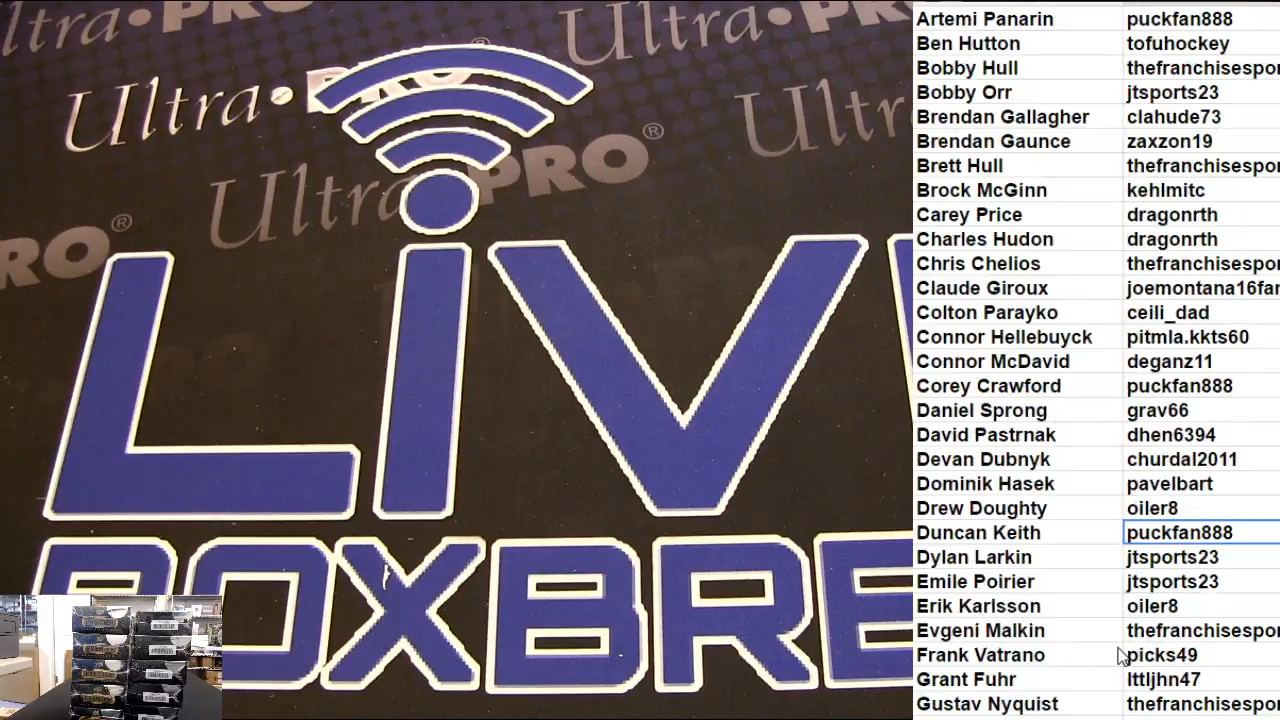 Ultra•PRO
Ultra•PRO®
Ultra•PRO
Ultra PRO®
Ultra
PRO®
LiV
BOXBRE
Artemi Panarin puckfan888
Ben Hutton tofuhockey
Bobby Hull thefranchisespor
Bobby Orr jtsports23
Brendan Gallagher clahude73
Brendan Gaunce zaxzon19
Brett Hull thefranchisespor
Brock McGinn kehlmitc
Carey Price dragonrth
Charles Hudon dragonrth
Chris Chelios thefranchisespor
Claude Giroux joemontana16fan
Colton Parayko ceili_dad
Connor Hellebuyck pitmla.kkts60
Connor McDavid deganz11
Corey Crawford puckfan888
Daniel Sprong grav66
David Pastrnak dhen6394
Devan Dubnyk churdal2011
Dominik Hasek pavelbart
Drew Doughty oiler8
Duncan Keith puckfan888
Dylan Larkin jtsports23
Emile Poirier jtsports23
Erik Karlsson oiler8
Evgeni Malkin thefranchisespor
Frank Vatrano picks49
Grant Fuhr lttljhn47
Gustav Nyquist thefranchisespor